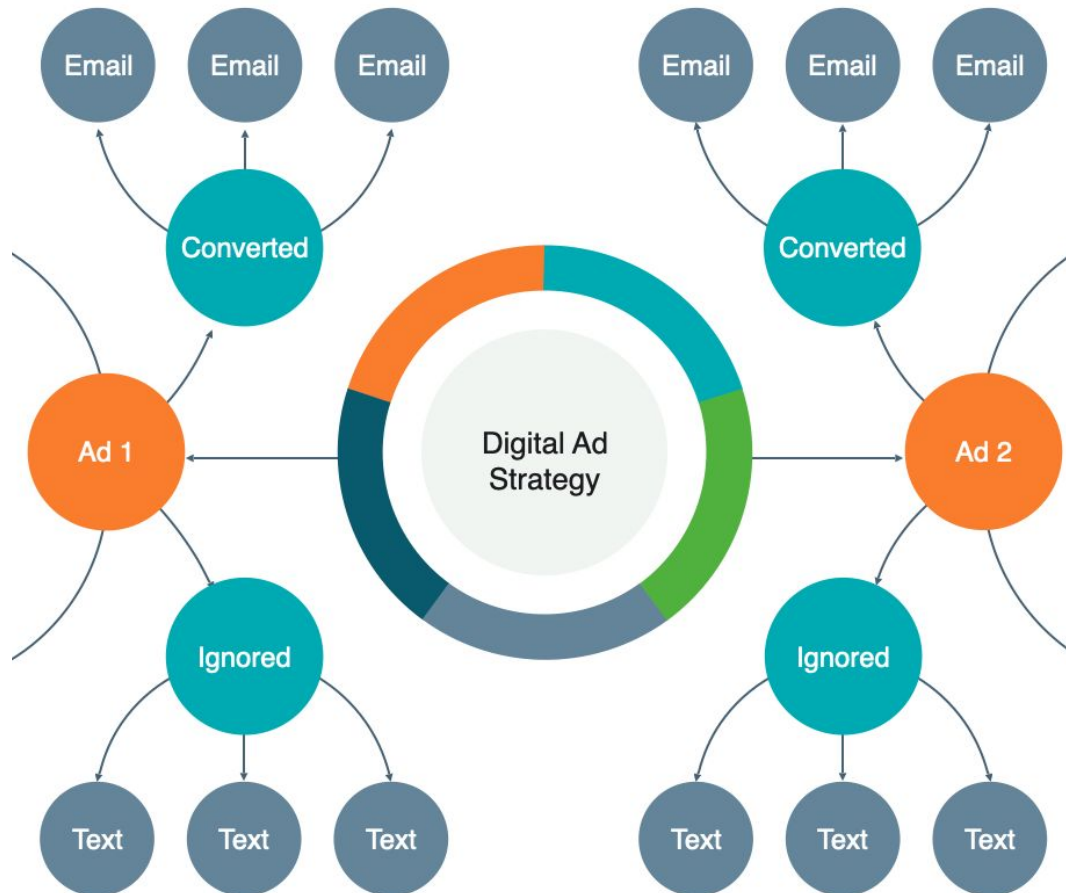 Email
Email
Email
Email
Email
Email
Converted
Converted
Ad 1
Digital Ad
Strategy
Ad 2
Ignored
Ignored
Text
Text
Text
Text
Text
Text